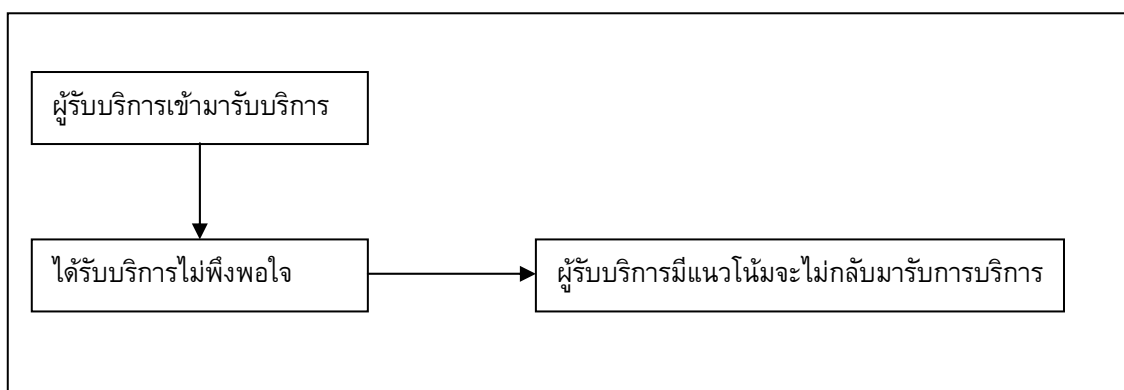 ผู้รับบริการเข้ามารับบริการ
ได้รับบริการไม่พึงพอใจ
ผู้รับบริการมีแนวโน้มจะไม่กลับมารับการบริการ